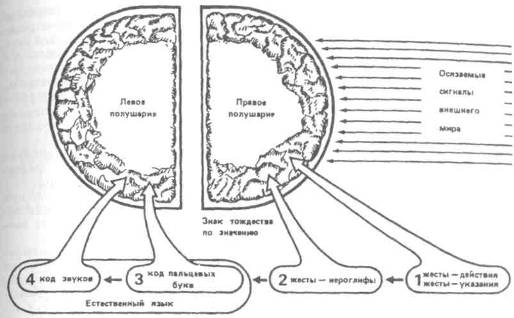 Левое
полушарие
Правое
полушарие
Осязаемые
сигналы
внешнего
мира
Знак тождества
по значению
4 код звуков
3 код пальцевых
букв
2 жесты — иероглифы
1 жесты — действия
жесты — указания
Естественный язык